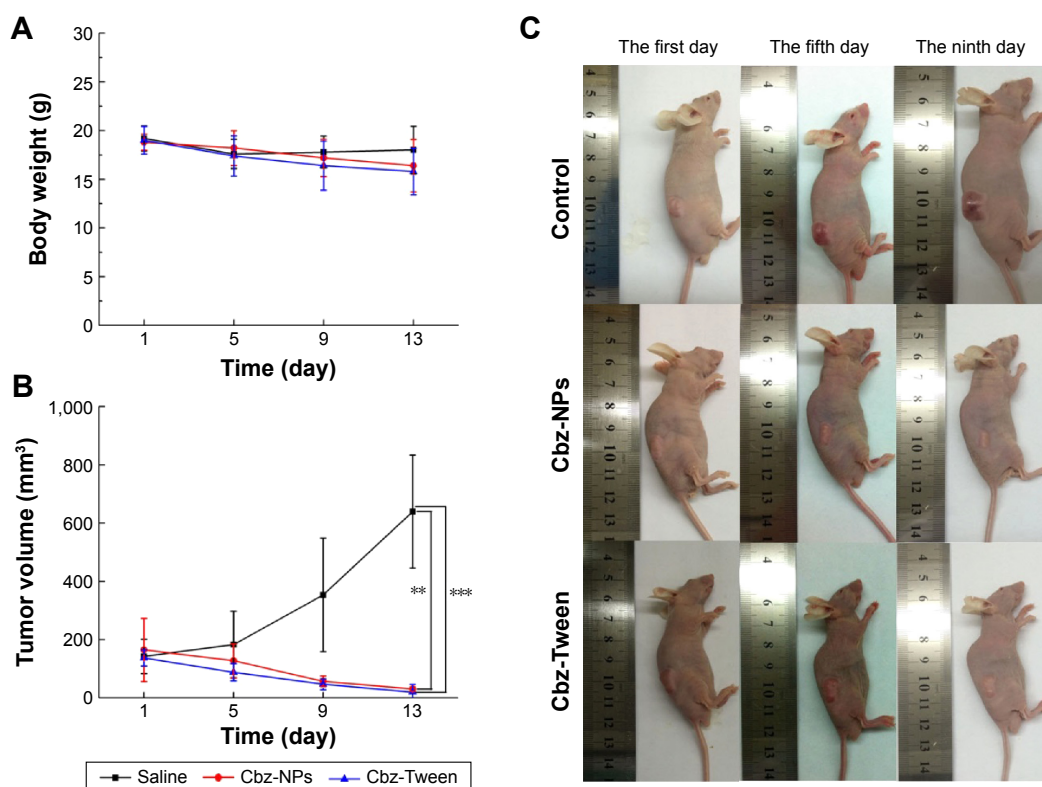 A
30
25
20
15
17
5
0
Body weight (g)
1 5 9 13
Time (day)
B
1,000
800
600
400
200
0
Tumor volume (mm³)
** ***
1 5 9 13
Time (day)
Saline Cbz-NPs Cbz-Tween
C
The first day The fifth day The ninth day
Control
Cbz-NPs
Cbz-Tween